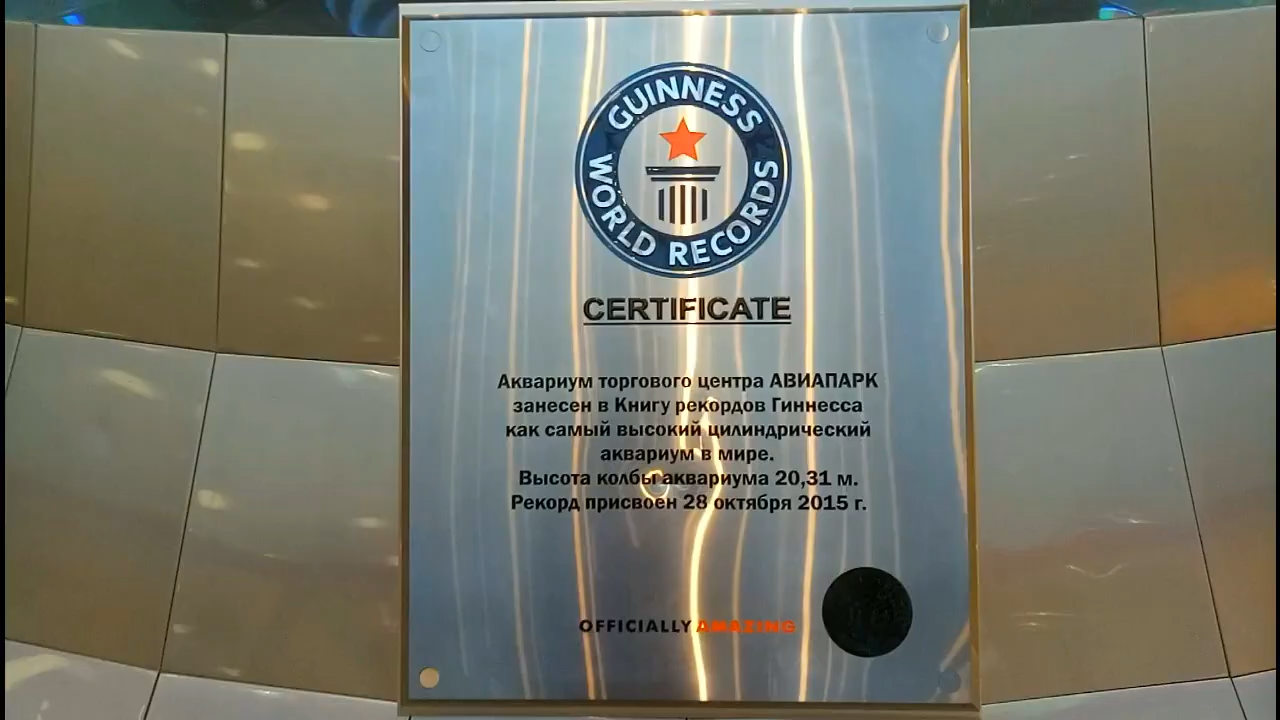 GUINNESS
WORLD RECORDS
CERTIFICATE
Аквариум торгового центра АВИАПАРК
занесен в Книгу рекордов Гиннесса
как самый высокий цилиндрический
аквариум в мире.
Высота колбы аквариума 20,31 м.
Рекорд присвоен 28 октября 2015 г.
OFFICIALLY AMAZING